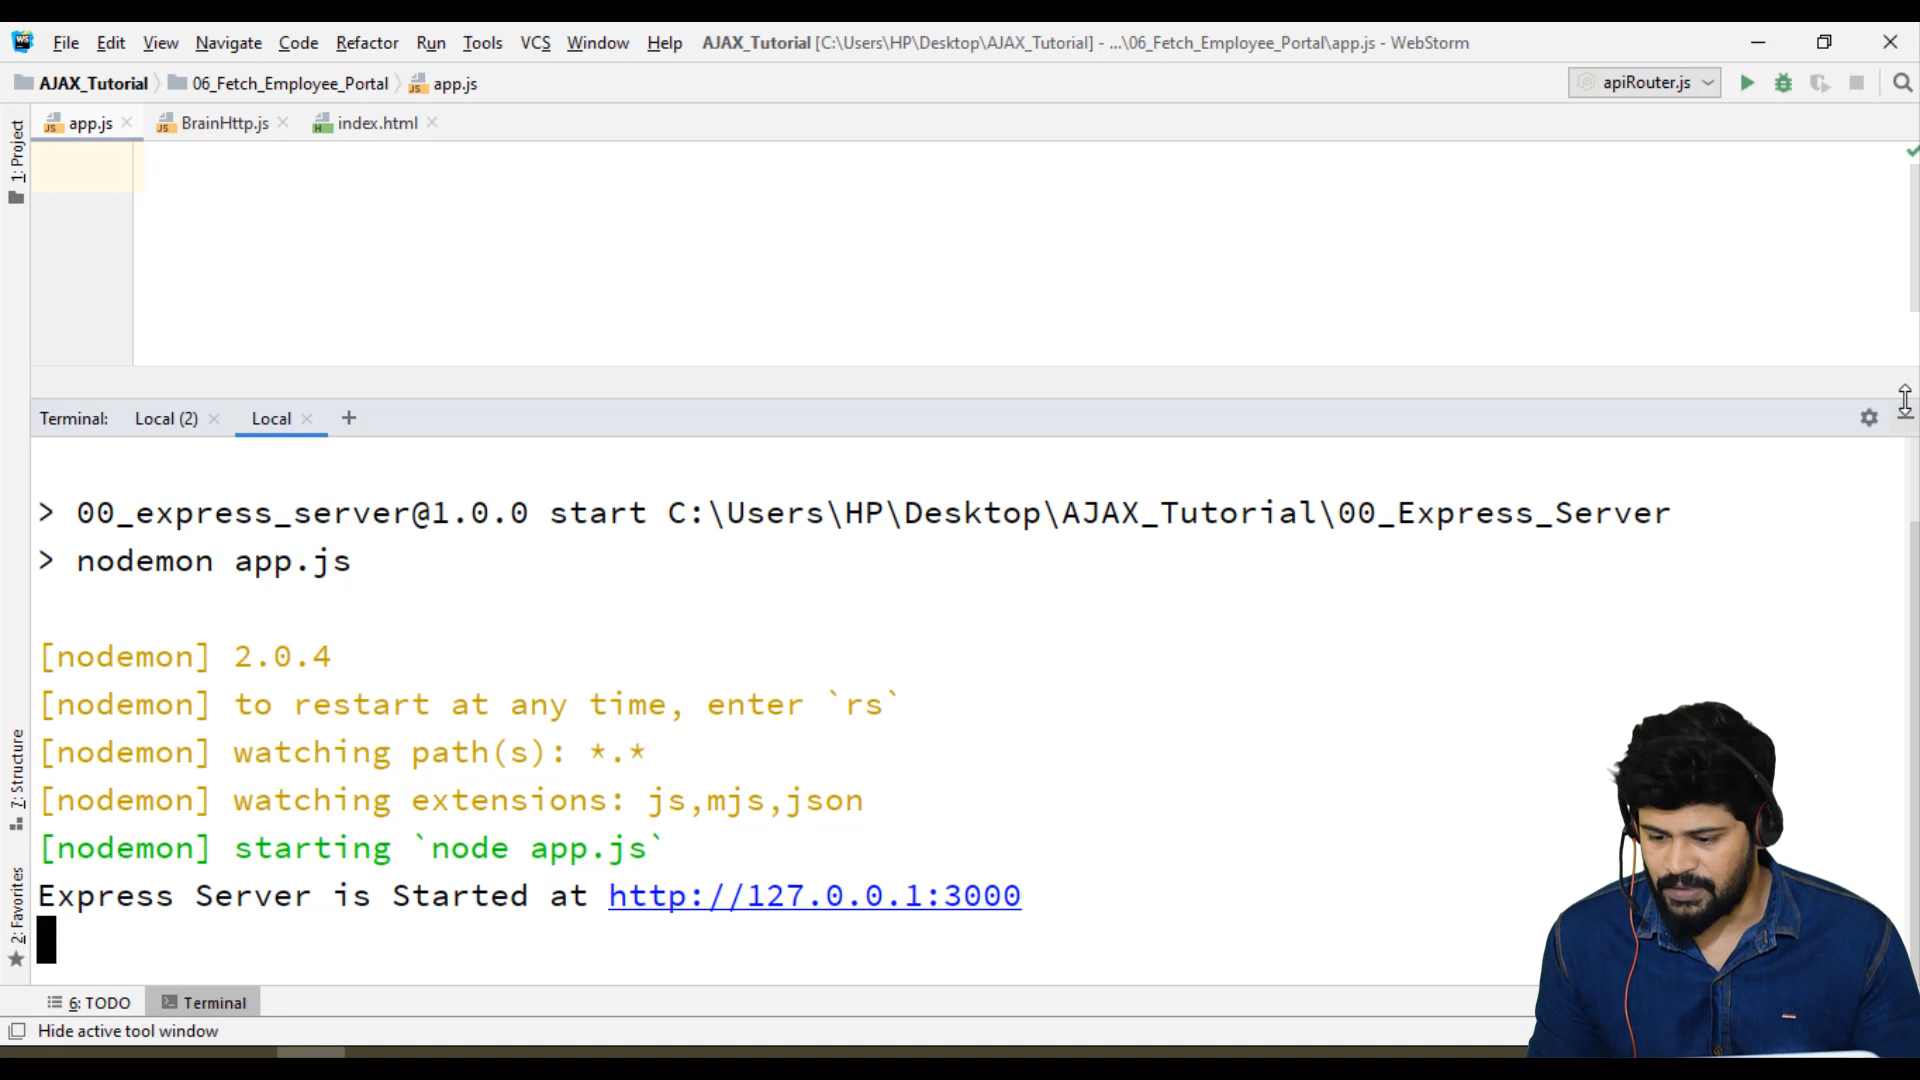 File Edit View Navigate Code Refactor Run Tools VCS Window Help AJAX_Tutorial [C:\Users\HP\Desktop\AJAX_Tutorial] - ...\06_Fetch_Employee_Portal\app.js - WebStorm
AJAX_Tutorial 06_Fetch_Employee_Portal app.js apiRouter.js
app.js BrainHttp.js index.html
1: Project
Terminal: Local (2) Local +
> 00_express_server@1.0.0 start C:\Users\HP\Desktop\AJAX_Tutorial\00_Express_Server
> nodemon app.js
[nodemon] 2.0.4
[nodemon] to restart at any time, enter `rs`
[nodemon] watching path(s): *.*
[nodemon] watching extensions: js,mjs,json
[nodemon] starting `node app.js`
Express Server is Started at http://127.0.0.1:3000
7: Structure
2: Favorites
6: TODO Terminal
Hide active tool window